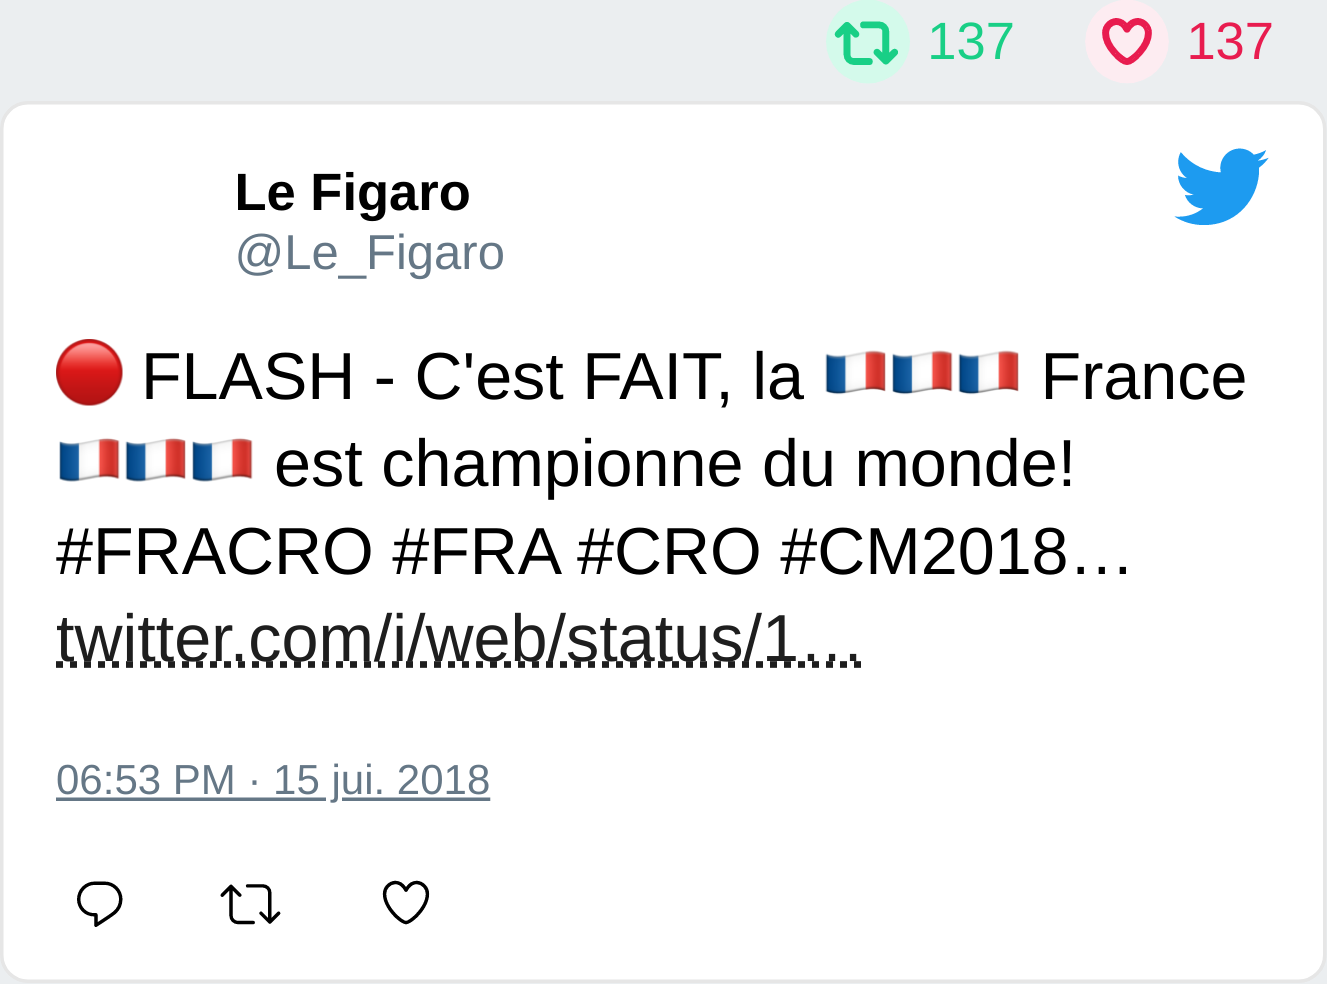 137 137
Le Figaro
@Le_Figaro
🔴 FLASH - C'est FAIT, la 🇫🇷🇫🇷🇫🇷 France
🇫🇷🇫🇷🇫🇷 est championne du monde!
#FRACRO #FRA #CRO #CM2018…
twitter.com/i/web/status/1…
06:53 PM · 15 jui. 2018